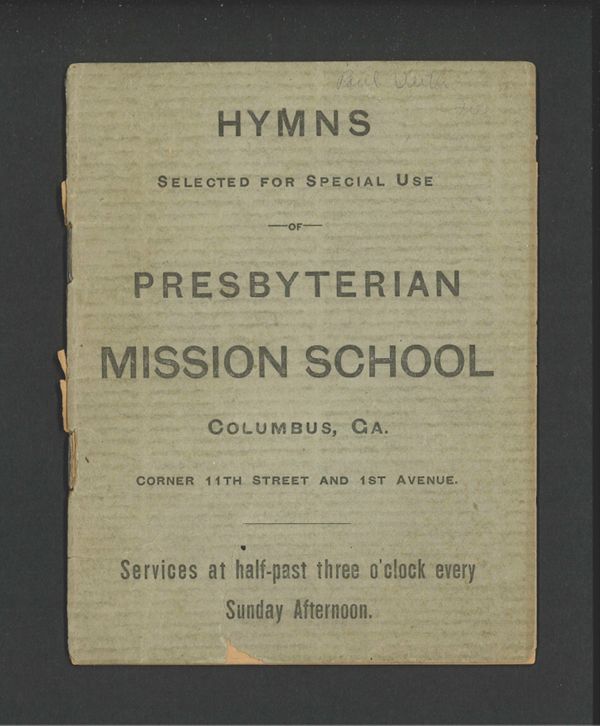 Paul
HYMNS
SELECTED FOR SPECIAL USE
—OF—
PRESBYTERIAN
MISSION SCHOOL
COLUMBUS, GA.
CORNER 11TH STREET AND 1ST AVENUE.
Services at half-past three o'clock every
Sunday Afternoon.